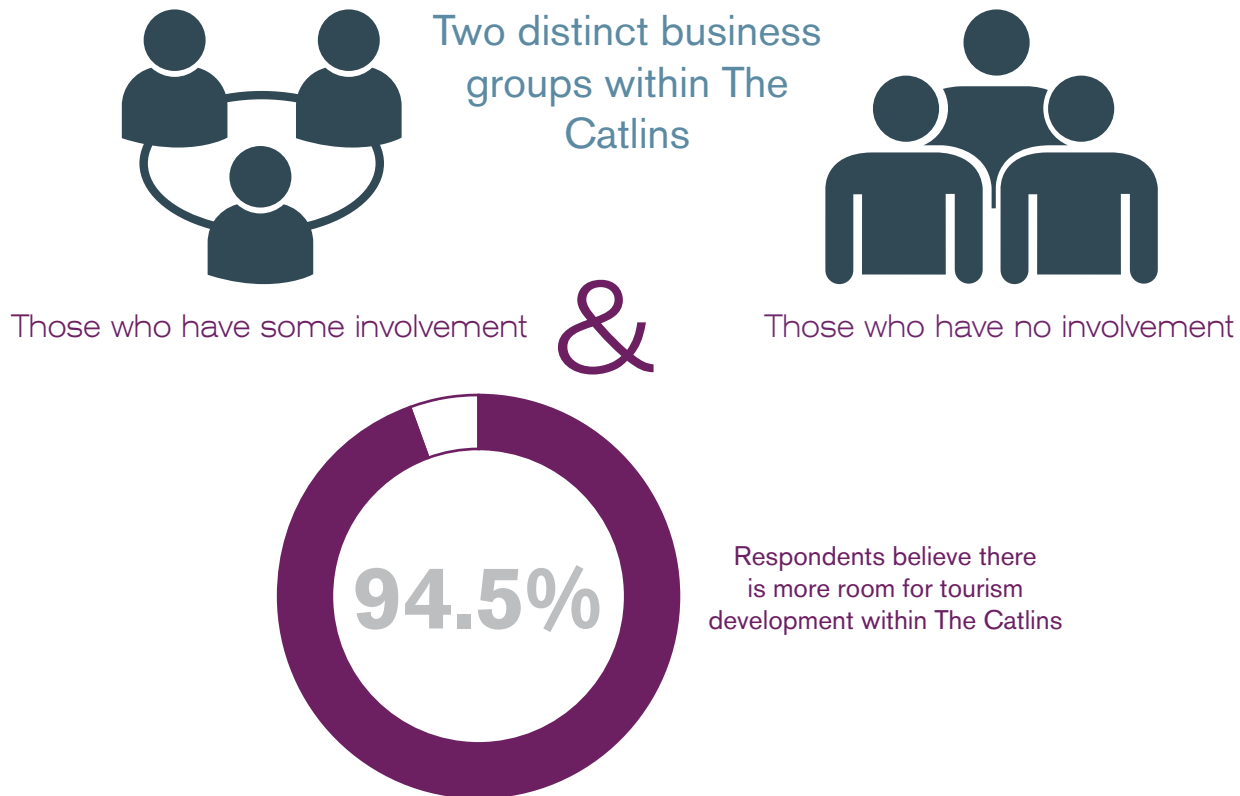 Two distinct business
groups within The
Catlins
Those who have some involvement
&
Those who have no involvement
94.5%
Respondents believe there
is more room for tourism
development within The Catlins